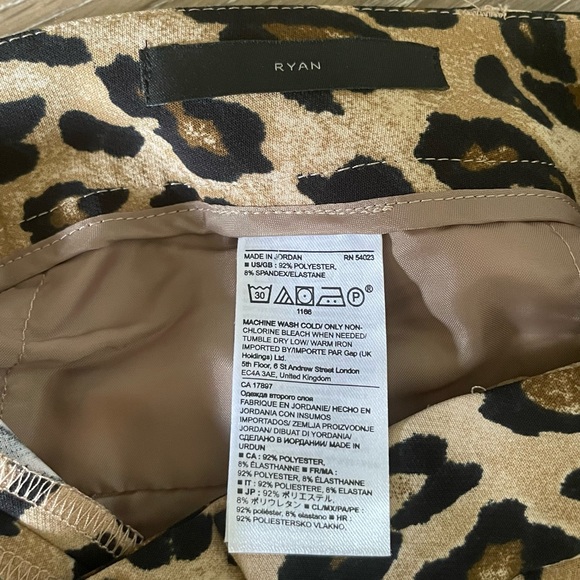 RYAN
MADE IN JORDAN RN 54023
■ US/GB : 92% POLYESTER,
8% SPANDEX/ELASTANE
30 P ®
1166
MACHINE WASH COLD/ ONLY NON-
CHLORINE BLEACH WHEN NEEDED/
TUMBLE DRY LOW/ WARM IRON
IMPORTED BY/IMPORTE PAR Gap (UK
Holdings) Ltd.
5th Floor, 6 St Andrew Street London
EC4A 3AE, United Kingdom
CA 17897
Одежда второго слоя
FABRIQUE EN JORDANIE/ HECHO EN
JORDANIA CON INSUMOS
IMPORTADOS/ ZEMLJA PROIZVODNJE
JORDAN/ DIBUAT DI YORDANIA/
СДЕЛАНО В ИОРДАНИИ/ MADE IN
URDUN
■ CA : 92% POLYESTER,
8% ÉLASTHANNE ■ FR/MA :
92% POLYESTER, 8% ÉLASTHANNE
■ IT : 92% POLIESTERE, 8% ELASTAN
■ JP : 92% ポリエステル,
8% ポリウレタン ■ CL/MX/PA/PE :
92% poliéster, 8% elastano ■ HR :
92% POLIESTERSKO VLAKNO,